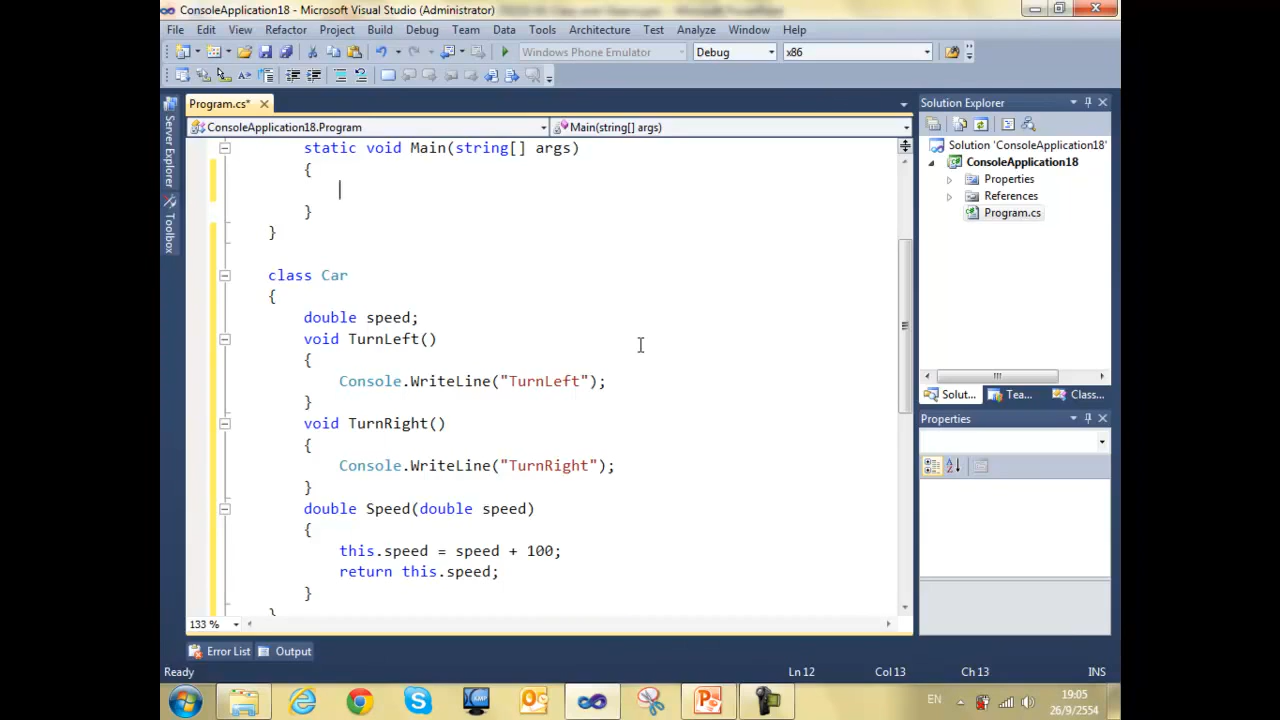 ConsoleApplication18 - Microsoft Visual Studio (Administrator)
File Edit View Refactor Project Build Debug Team Data Tools Architecture Test Analyze Window Help
Windows Phone Emulator Debug x86
Program.cs*
Solution Explorer
ConsoleApplication18.Program Main(string[] args)
Server Explorer
Toolbox
static void Main(string[] args)
{
}
}
class Car
{
double speed;
void TurnLeft()
{
Console.WriteLine("TurnLeft");
}
void TurnRight()
{
Console.WriteLine("TurnRight");
}
double Speed(double speed)
{
this.speed = speed + 100;
return this.speed;
}
}
133 %
Solution 'ConsoleApplication18'
ConsoleApplication18
Properties
References
Program.cs
Solut... Tea... Class...
Properties
Error List Output
Ready Ln 12 Col 13 Ch 13 INS
EN 19:05
26/9/2554